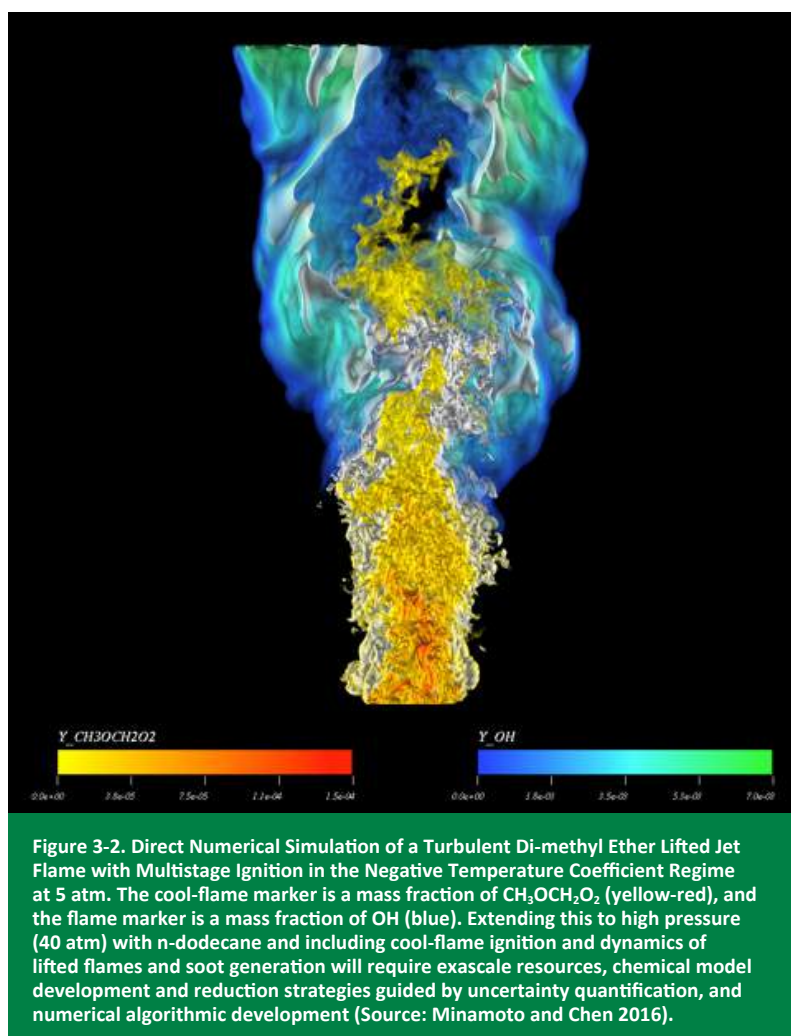 Y_CH3OCH2O2
Y_OH
0.0e+00 3.8e-05 7.5e-05 1.1e-04 1.5e-04
0.0e+00 1.8e-03 3.5e-03 5.3e-03 7.0e-03
Figure 3-2. Direct Numerical Simulation of a Turbulent Di-methyl Ether Lifted Jet
Flame with Multistage Ignition in the Negative Temperature Coefficient Regime
at 5 atm. The cool-flame marker is a mass fraction of CH₃OCH₂O₂ (yellow-red), and
the flame marker is a mass fraction of OH (blue). Extending this to high pressure
(40 atm) with n-dodecane and including cool-flame ignition and dynamics of
lifted flames and soot generation will require exascale resources, chemical model
development and reduction strategies guided by uncertainty quantification, and
numerical algorithmic development (Source: Minamoto and Chen 2016).